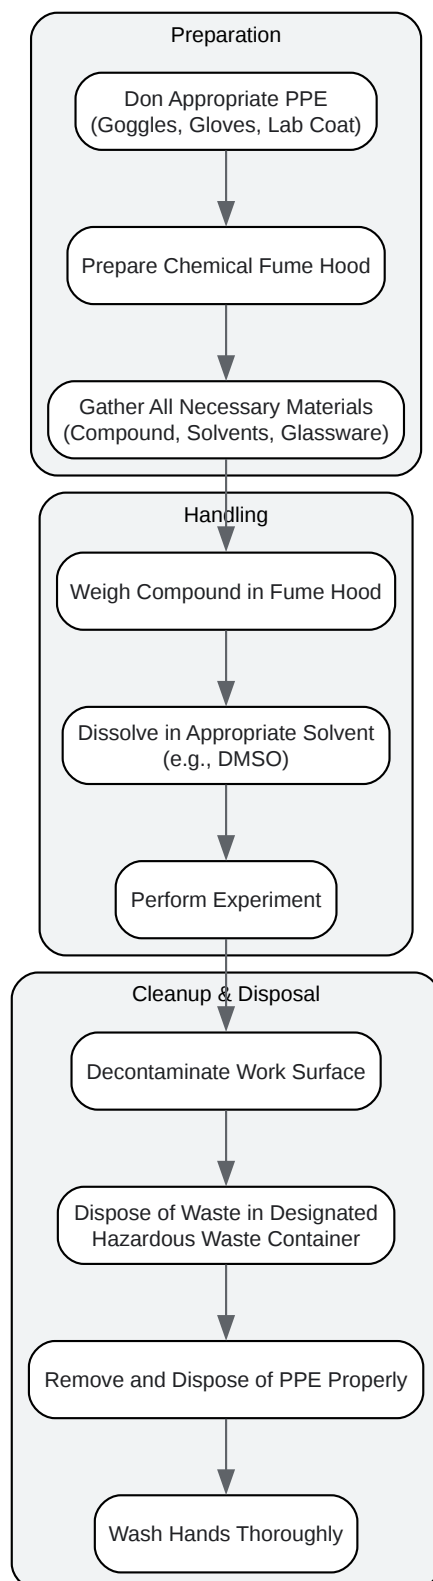 Preparation
Don Appropriate PPE
(Goggles, Gloves, Lab Coat)
Prepare Chemical Fume Hood
Gather All Necessary Materials
(Compound, Solvents, Glassware)
Handling
Weigh Compound in Fume Hood
Dissolve in Appropriate Solvent
(e.g., DMSO)
Perform Experiment
Cleanup & Disposal
Decontaminate Work Surface
Dispose of Waste in Designated
Hazardous Waste Container
Remove and Dispose of PPE Properly
Wash Hands Thoroughly